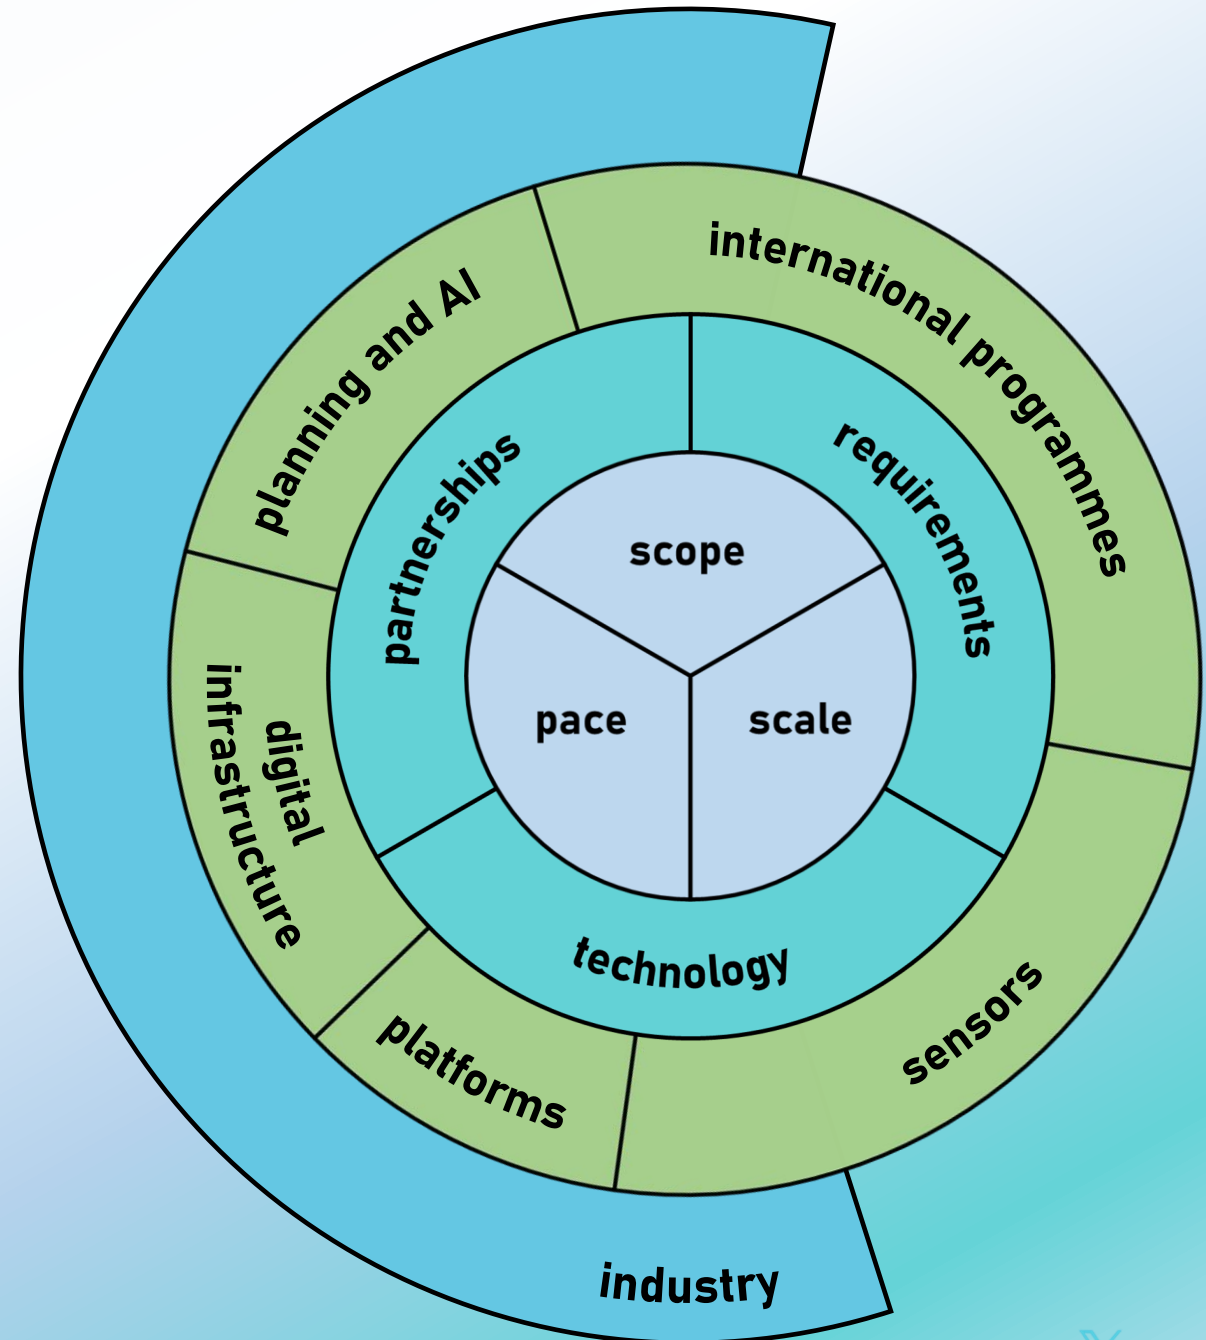 international programmes
planning and AI
partnerships
requirements
scope
pace
scale
digital
infrastructure
technology
sensors
platforms
industry